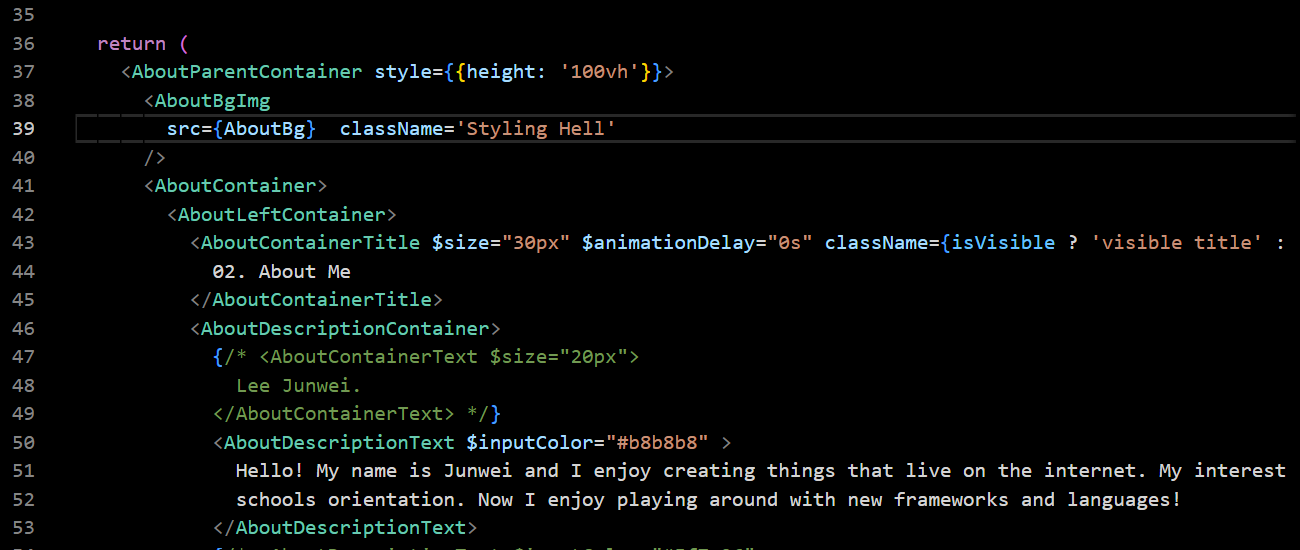 35
36 return (
37 <AboutParentContainer style={{height: '100vh'}}>
38 <AboutBgImg
39 src={AboutBg}  className='Styling Hell'
40 />
41 <AboutContainer>
42 <AboutLeftContainer>
43 <AboutContainerTitle $size="30px" $animationDelay="0s" className={isVisible ? 'visible title' :
44 02. About Me
45 </AboutContainerTitle>
46 <AboutDescriptionContainer>
47 {/* <AboutContainerText $size="20px">
48 Lee Junwei.
49 </AboutContainerText> */}
50 <AboutDescriptionText $inputColor="#b8b8b8" >
51 Hello! My name is Junwei and I enjoy creating things that live on the internet. My interest
52 schools orientation. Now I enjoy playing around with new frameworks and languages!
53 </AboutDescriptionText>